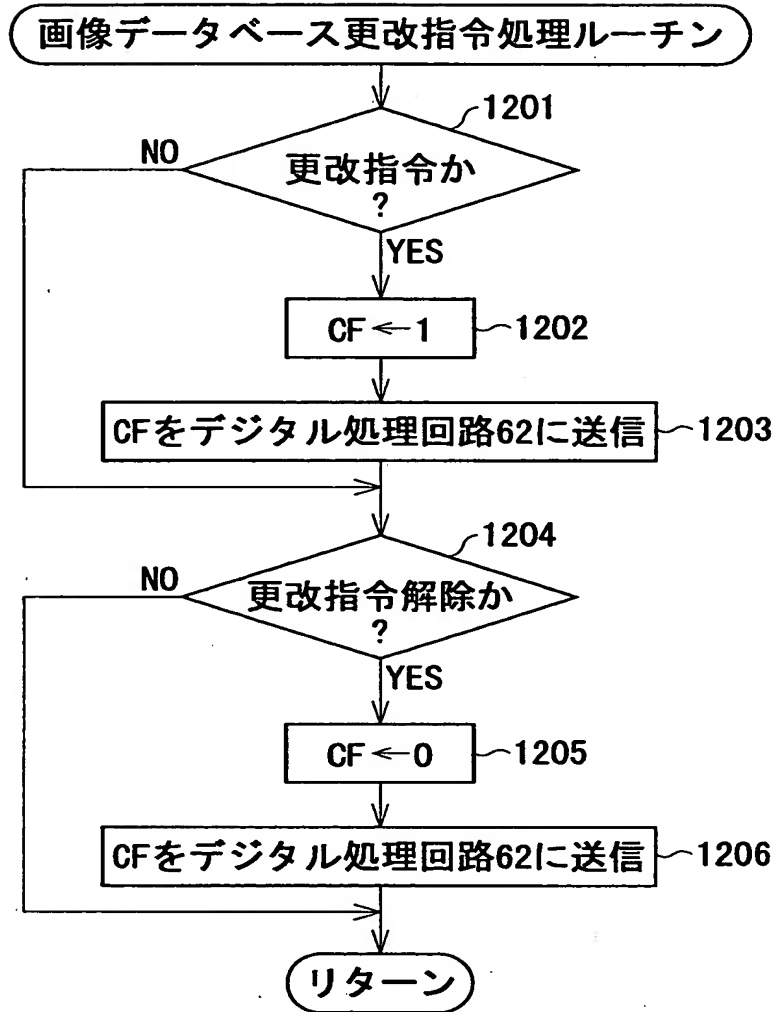 画像データベース更改指令処理ルーチン
1201
NO
更改指令か
?
YES
CF←1
1202
CFをデジタル処理回路62に送信
1203
1204
NO
更改指令解除か
?
YES
CF←0
1205
CFをデジタル処理回路62に送信
1206
リターン